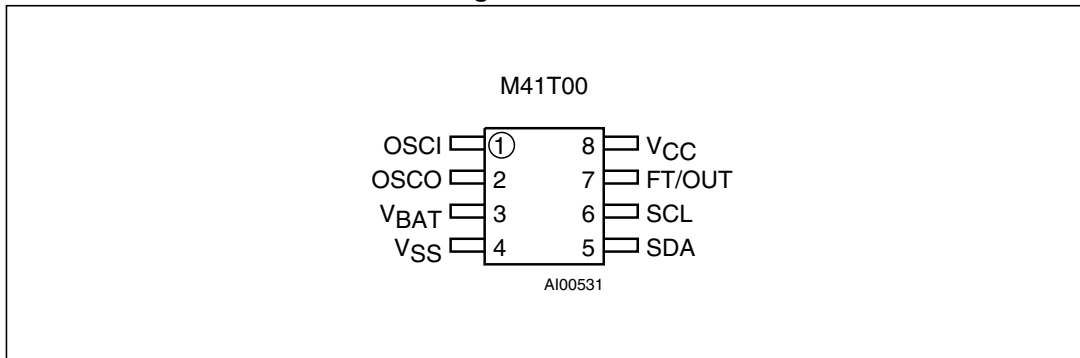 M41T00
OSCI 1 8 VCC
OSCO 2 7 FT/OUT
VBAT 3 6 SCL
VSS 4 5 SDA
AI00531